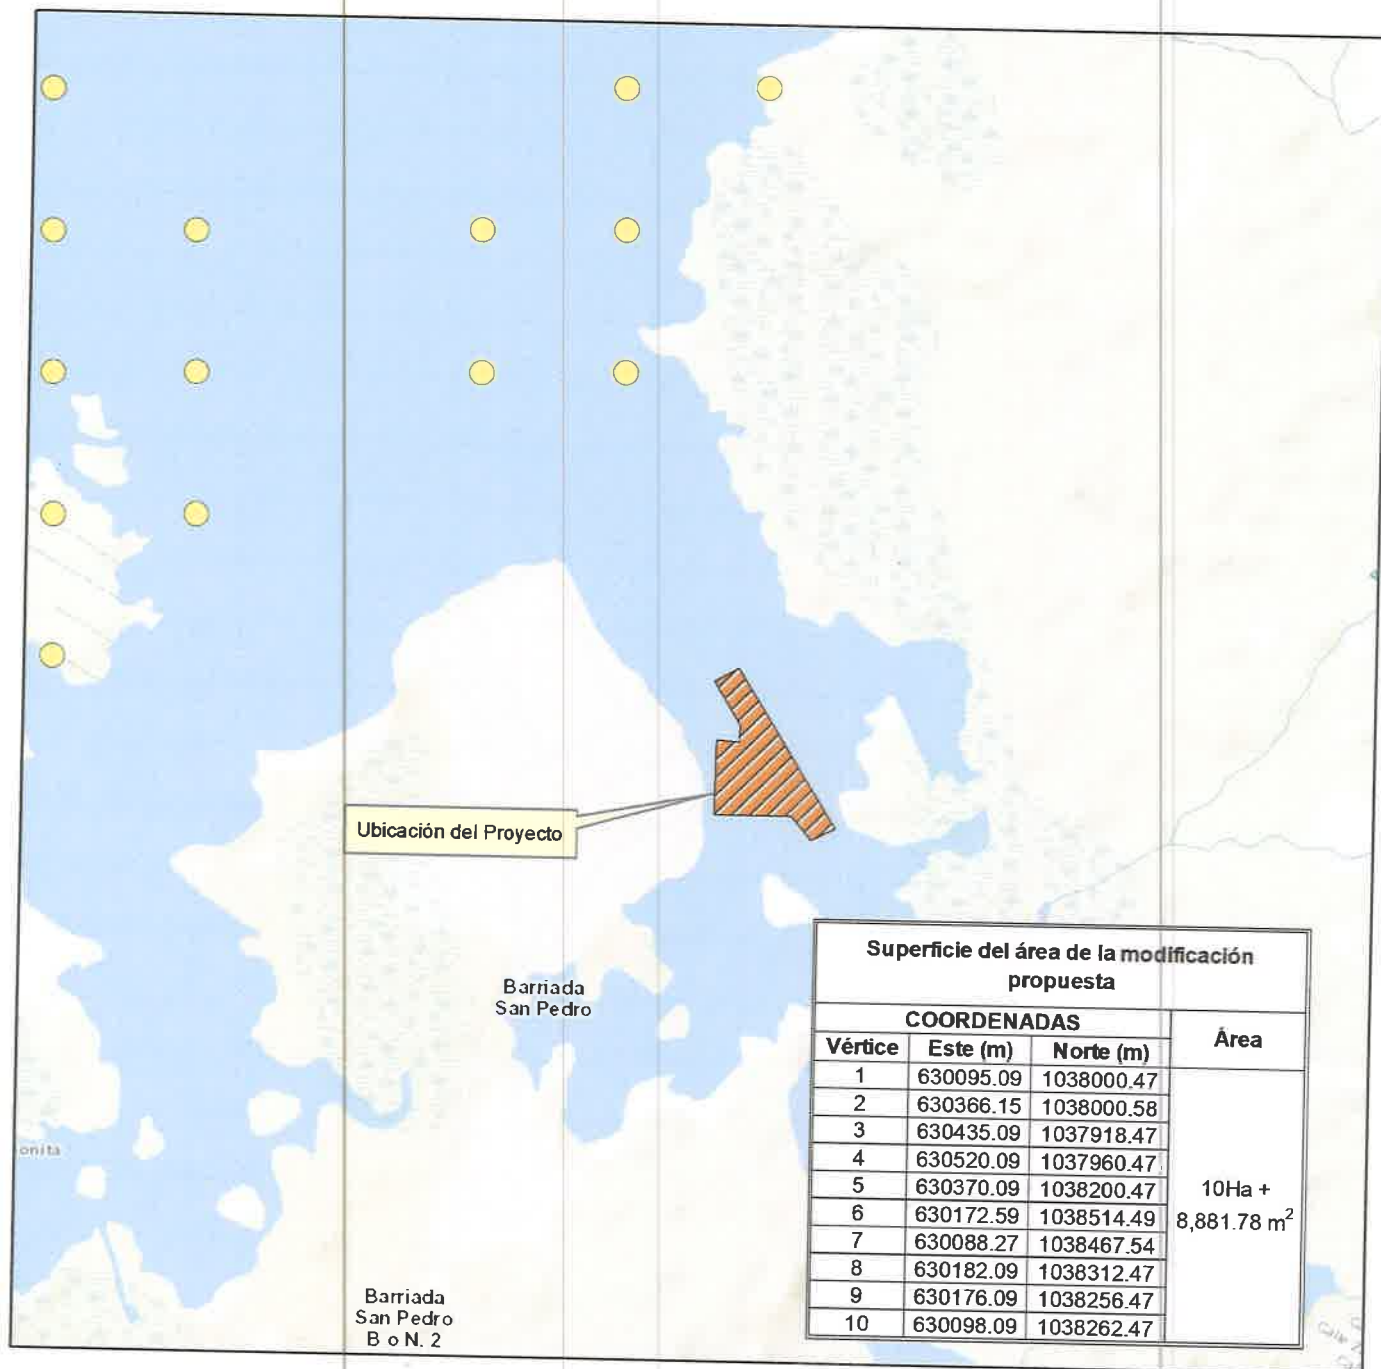 Ubicación del Proyecto
Barriada
San Pedro
Superficie del área de la modificación
propuesta
COORDENADAS
Área
Vértice Este (m) Norte (m)
1 630095.09 1038000.47
2 630366.15 1038000.58
3 630435.09 1037918.47
4 630520.09 1037960.47
5 630370.09 1038200.47
6 630172.59 1038514.49
7 630088.27 1038467.54
8 630182.09 1038312.47
9 630176.09 1038256.47
10 630098.09 1038262.47
10Ha +
8,881.78 m²
onita
Barriada
San Pedro
B o N. 2
Calle